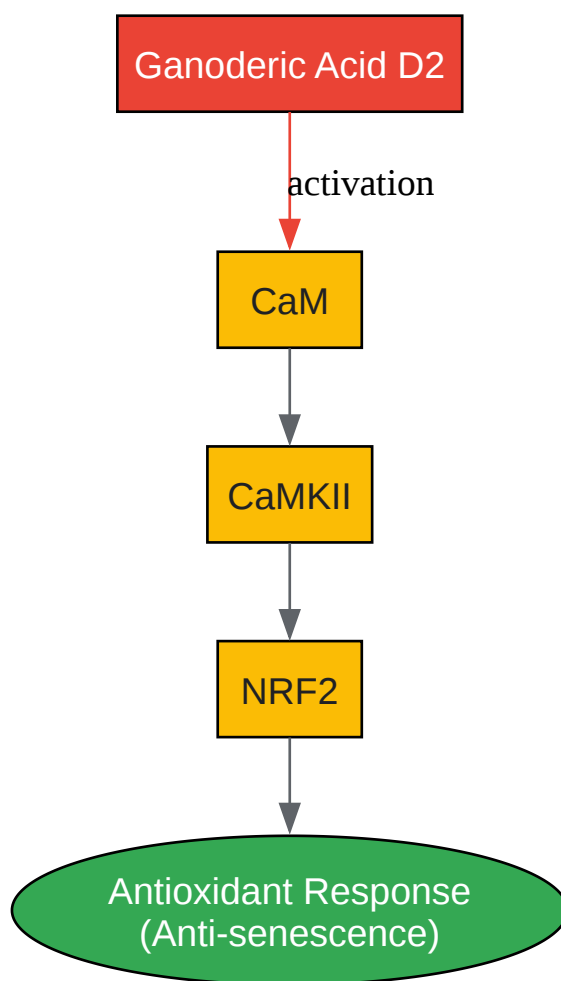 Ganoderic Acid D2
activation
CaM
CaMKII
NRF2
Antioxidant Response
(Anti-senescence)